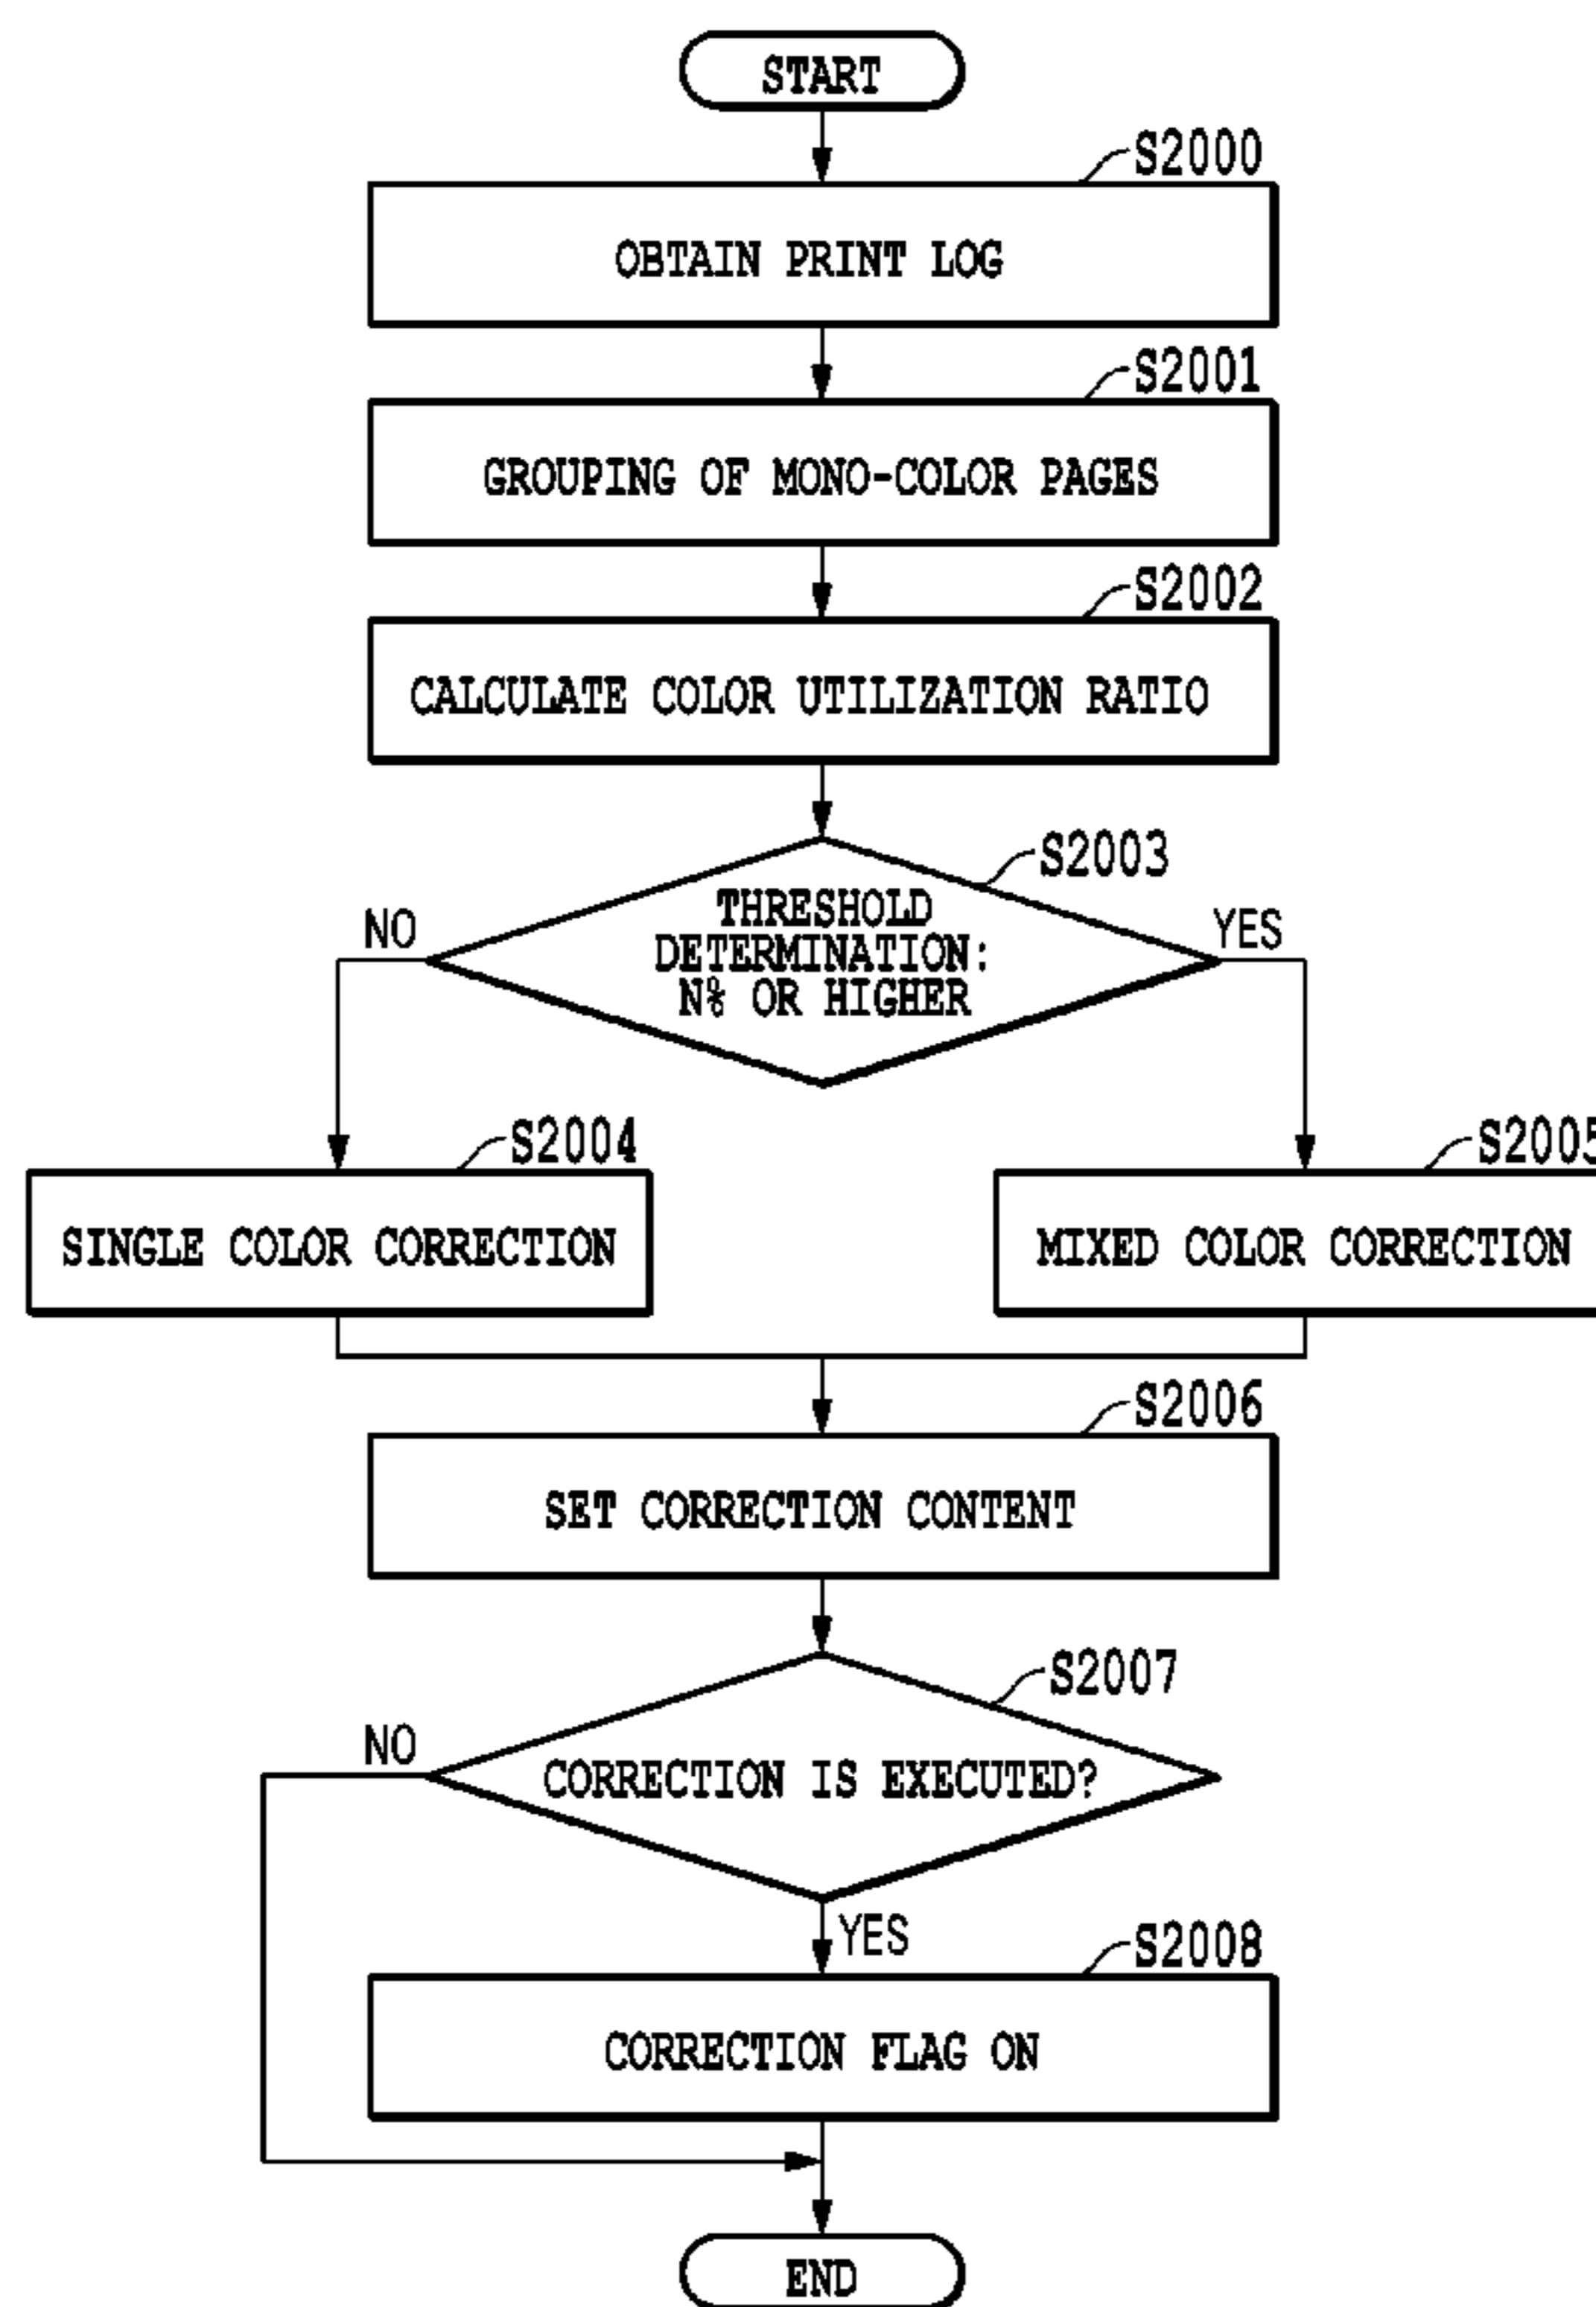 START
S2000
OBTAIN PRINT LOG
S2001
GROUPING OF MONO-COLOR PAGES
S2002
CALCULATE COLOR UTILIZATION RATIO
S2003
THRESHOLD
DETERMINATION:
N% OR HIGHER
NO
YES
S2004
SINGLE COLOR CORRECTION
S2005
MIXED COLOR CORRECTION
S2006
SET CORRECTION CONTENT
S2007
CORRECTION IS EXECUTED?
NO
YES
S2008
CORRECTION FLAG ON
END